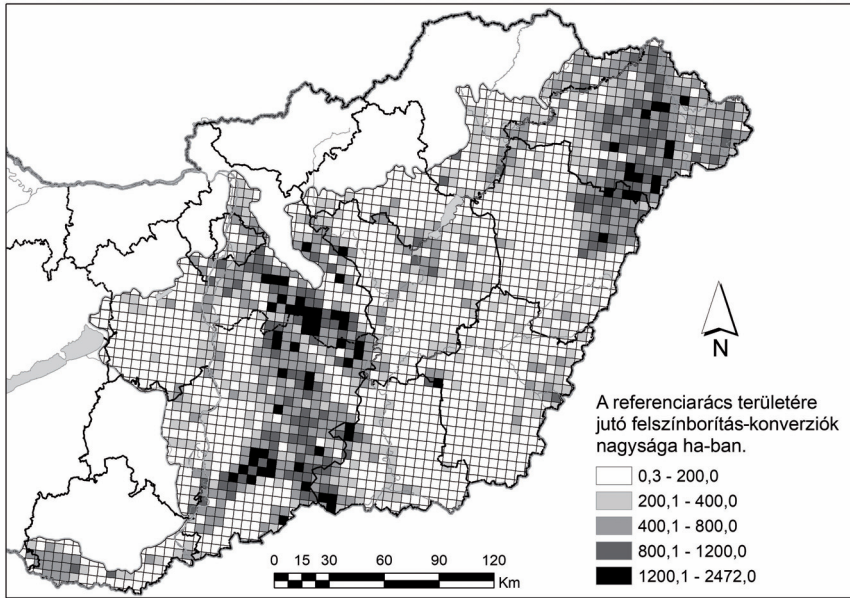 N
A referenciarács területére
jutó felszínborítás-konverziók
nagysága ha-ban.
0,3 - 200,0
200,1 - 400,0
400,1 - 800,0
800,1 - 1200,0
1200,1 - 2472,0
0 15 30 60 90 120
Km